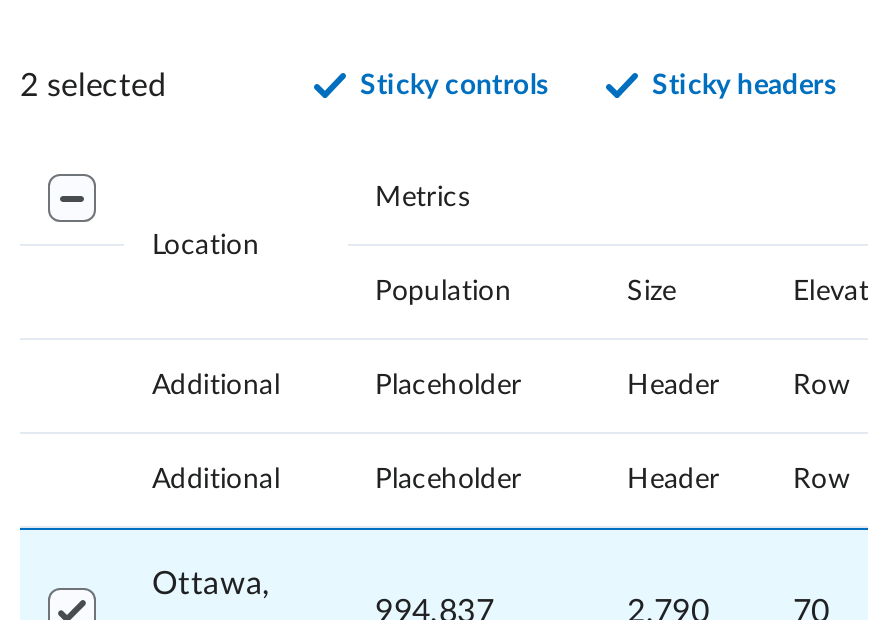 2 selected Sticky controls Sticky headers
Metrics
Location
Population Size Elevat
Additional Placeholder Header Row
Additional Placeholder Header Row
Ottawa,
994,837 2,790 70